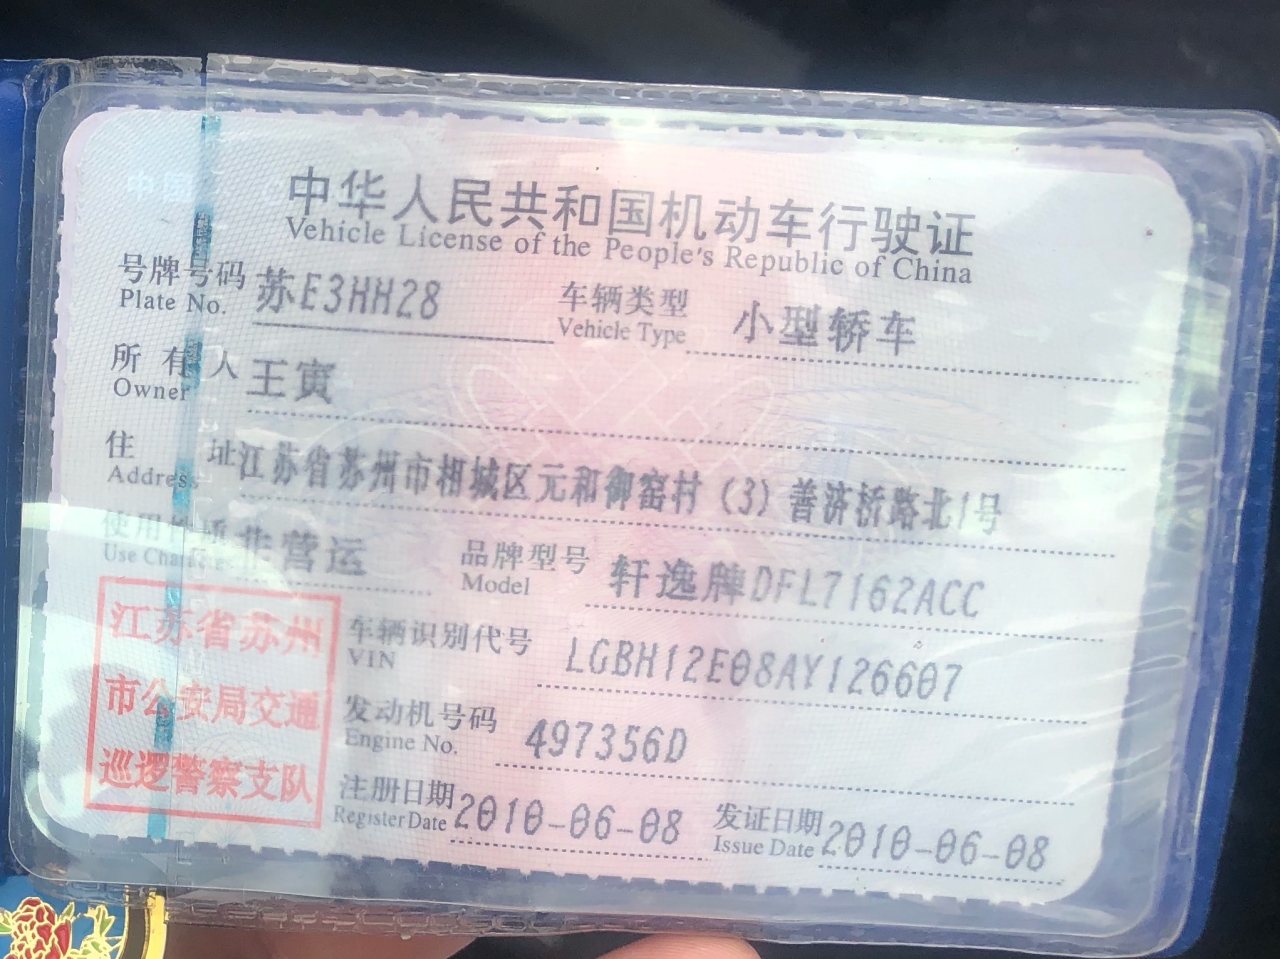 中华人民共和国机动车行驶证
Vehicle License of the People's Republic of China
号牌号码 苏E3HH28 车辆类型 小型轿车
Plate No. Vehicle Type
所有人 王寅
Owner
住址 江苏省苏州市相城区元和御窑村（3）善济桥路北1号
Address
使用性质 非营运 品牌型号 轩逸牌DFL7162ACC
Use Character Model
江苏省苏州
市公安局交通
巡逻警察支队
车辆识别代号 LGBH12E08AY126607
VIN
发动机号码 497356D
Engine No.
注册日期 2010-06-08 发证日期 2010-06-08
Register Date Issue Date